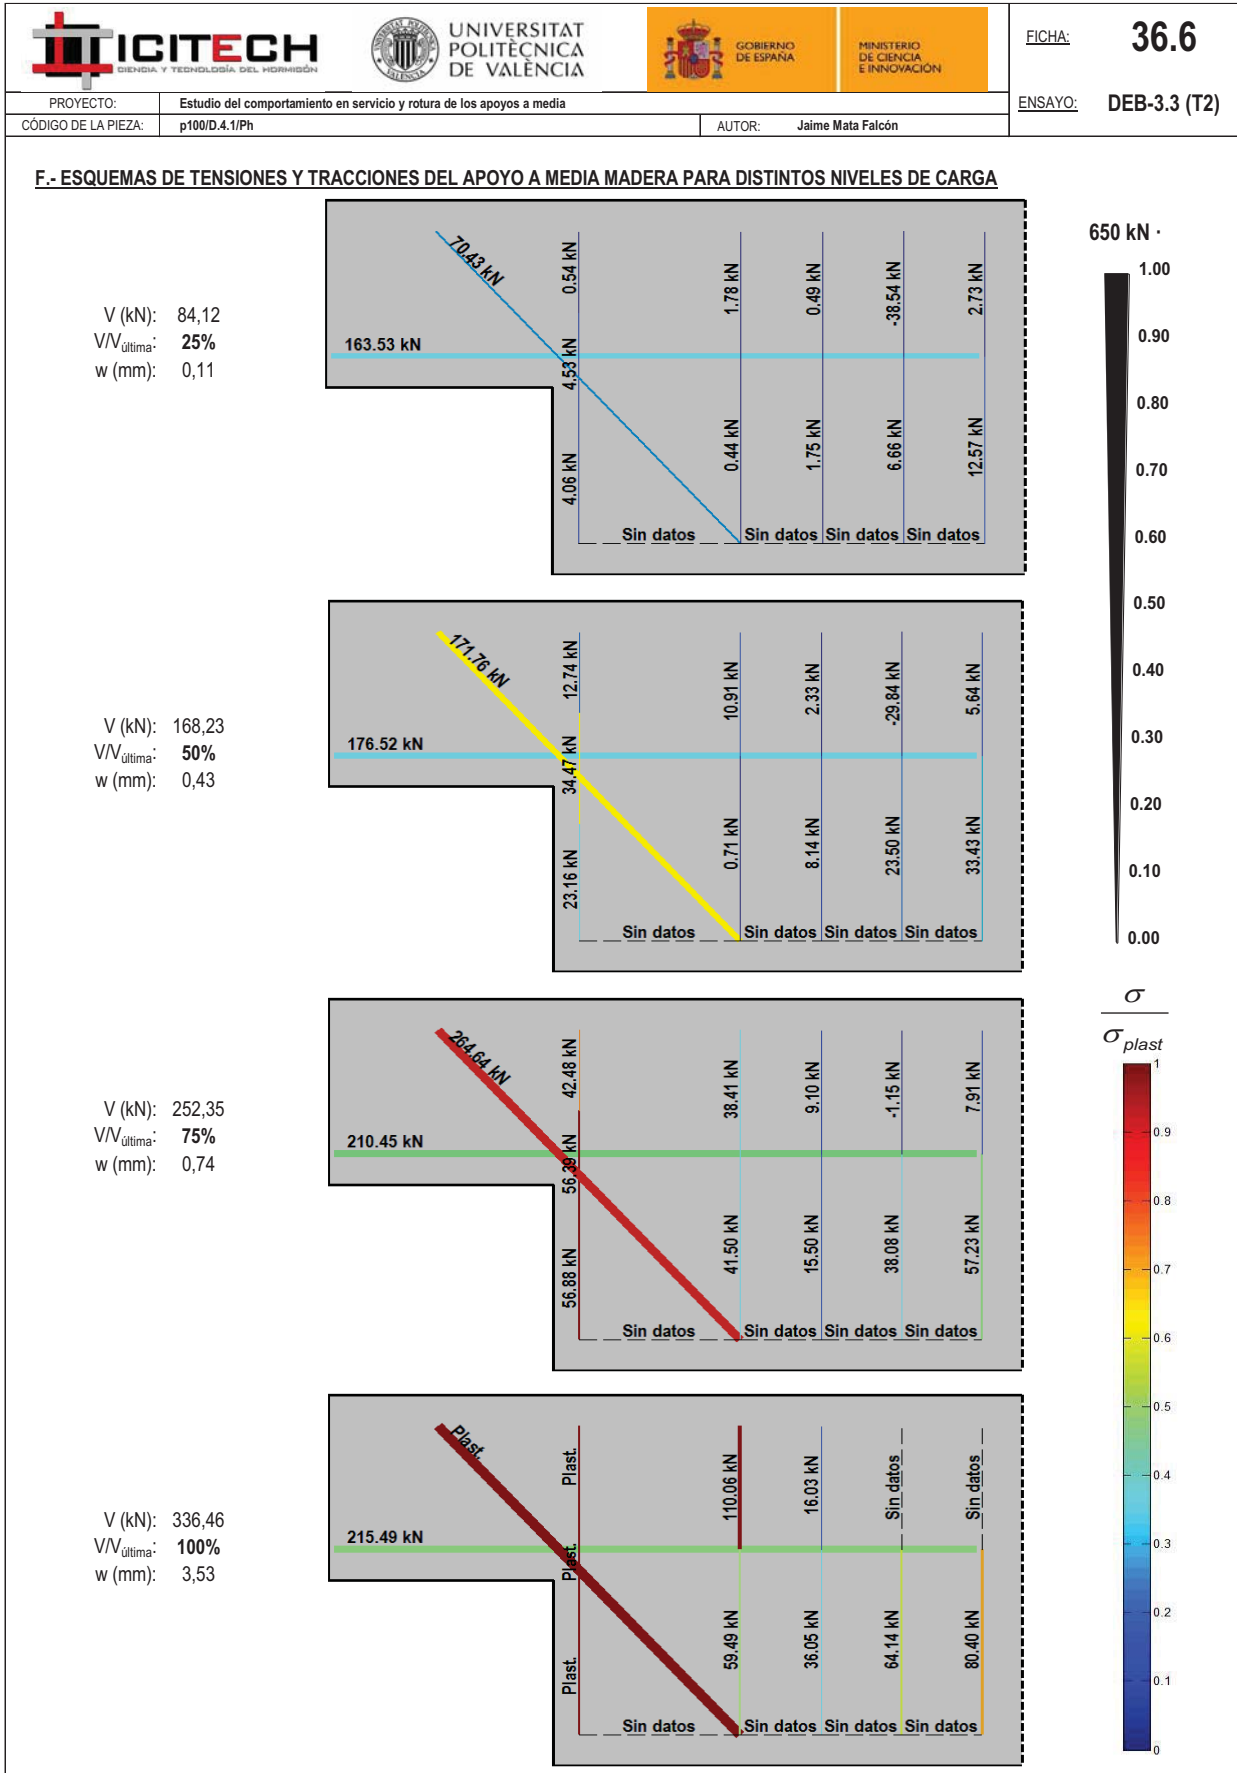 ICITECH
CIENCIA Y TECNOLOGÍA DEL HORMIGÓN
UNIVERSITAT
POLITÈCNICA
DE VALÈNCIA
GOBIERNO
DE ESPAÑA
MINISTERIO
DE CIENCIA
E INNOVACIÓN
FICHA: 36.6
PROYECTO: Estudio del comportamiento en servicio y rotura de los apoyos a media
ENSAYO: DEB-3.3 (T2)
CÓDIGO DE LA PIEZA: p100/D.4.1/Ph AUTOR: Jaime Mata Falcón
F.- ESQUEMAS DE TENSIONES Y TRACCIONES DEL APOYO A MEDIA MADERA PARA DISTINTOS NIVELES DE CARGA
V (kN): 84,12
V/Vúltima: 25%
w (mm): 0,11
70.43 kN
0.54 kN
1.78 kN
0.49 kN
-38.54 kN
2.73 kN
163.53 kN
4.53 kN
4.06 kN
0.44 kN
1.75 kN
6.66 kN
12.57 kN
Sin datos Sin datos Sin datos Sin datos
V (kN): 168,23
V/Vúltima: 50%
w (mm): 0,43
171.76 kN
12.74 kN
10.91 kN
2.33 kN
-29.84 kN
5.64 kN
176.52 kN
34.47 kN
23.16 kN
0.71 kN
8.14 kN
23.50 kN
33.43 kN
Sin datos Sin datos Sin datos Sin datos
V (kN): 252,35
V/Vúltima: 75%
w (mm): 0,74
264.64 kN
42.48 kN
38.41 kN
9.10 kN
-1.15 kN
7.91 kN
210.45 kN
56.39 kN
56.88 kN
41.50 kN
15.50 kN
38.08 kN
57.23 kN
Sin datos Sin datos Sin datos Sin datos
V (kN): 336,46
V/Vúltima: 100%
w (mm): 3,53
Plast.
Plast.
110.06 kN
16.03 kN
Sin datos
Sin datos
215.49 kN
Plast.
Plast.
59.49 kN
36.05 kN
64.14 kN
80.40 kN
Sin datos Sin datos Sin datos Sin datos
650 kN ·
1.00
0.90
0.80
0.70
0.60
0.50
0.40
0.30
0.20
0.10
0.00
σ
σplast
1
0.9
0.8
0.7
0.6
0.5
0.4
0.3
0.2
0.1
0